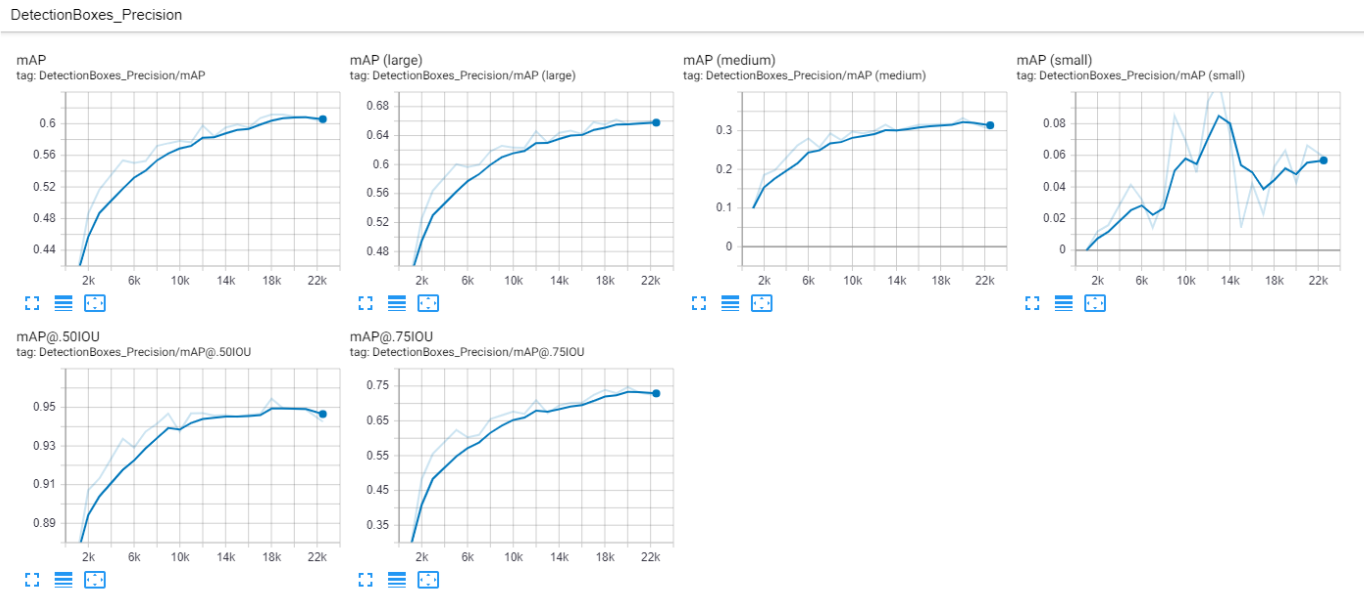 DetectionBoxes_Precision
mAP
tag: DetectionBoxes_Precision/mAP
0.6
0.56
0.52
0.48
0.44
2k 6k 10k 14k 18k 22k
mAP (large)
tag: DetectionBoxes_Precision/mAP (large)
0.68
0.64
0.6
0.56
0.52
0.48
2k 6k 10k 14k 18k 22k
mAP (medium)
tag: DetectionBoxes_Precision/mAP (medium)
0.3
0.2
0.1
0
2k 6k 10k 14k 18k 22k
mAP (small)
tag: DetectionBoxes_Precision/mAP (small)
0.08
0.06
0.04
0.02
0
2k 6k 10k 14k 18k 22k
mAP@.50IOU
tag: DetectionBoxes_Precision/mAP@.50IOU
0.95
0.93
0.91
0.89
2k 6k 10k 14k 18k 22k
mAP@.75IOU
tag: DetectionBoxes_Precision/mAP@.75IOU
0.75
0.65
0.55
0.45
0.35
2k 6k 10k 14k 18k 22k